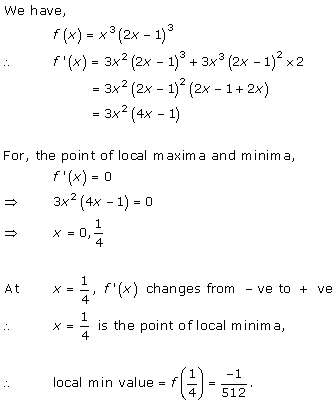 We have,
f(x) = x³(2x − 1)³
∴ f'(x) = 3x²(2x − 1)³ + 3x³(2x − 1)² × 2
= 3x²(2x − 1)²(2x − 1 + 2x)
= 3x²(4x − 1)
For, the point of local maxima and minima,
f'(x) = 0
⇒ 3x²(4x − 1) = 0
⇒ x = 0, 1/4
At x = 1/4, f'(x) changes from − ve to + ve
∴ x = 1/4 is the point of local minima,
∴ local min value = f(1/4) = −1/512.